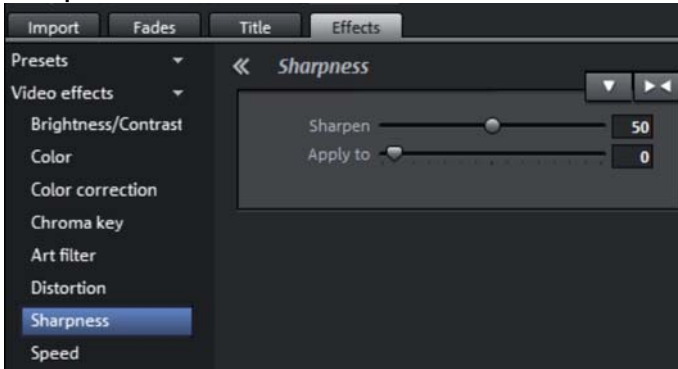 Import Fades Title Effects
Presets
Video effects
Brightness/Contrast
Color
Color correction
Chroma key
Art filter
Distortion
Sharpness
Speed
Sharpness
Sharpen 50
Apply to 0